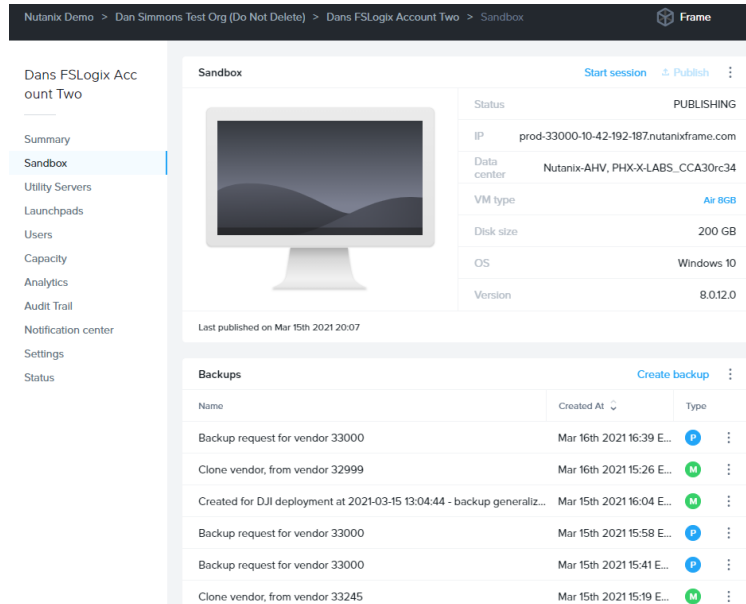 Nutanix Demo > Dan Simmons Test Org (Do Not Delete) > Dans FSLogix Account Two > Sandbox
Frame
Dans FSLogix Acc
ount Two
Summary
Sandbox
Utility Servers
Launchpads
Users
Capacity
Analytics
Audit Trail
Notification center
Settings
Status
Sandbox
Start session
Publish
Status PUBLISHING
IP prod-33000-10-42-192-187.nutanixframe.com
Data
center
Nutanix-AHV, PHX-X-LABS_CCA30rc34
VM type Air 8GB
Disk size 200 GB
OS Windows 10
Version 8.0.12.0
Last published on Mar 15th 2021 20:07
Backups
Create backup
Name Created At Type
Backup request for vendor 33000 Mar 16th 2021 16:39 E... P
Clone vendor, from vendor 32999 Mar 16th 2021 15:26 E... M
Created for DJI deployment at 2021-03-15 13:04:44 - backup generaliz... Mar 15th 2021 16:04 E... M
Backup request for vendor 33000 Mar 15th 2021 15:58 E... P
Backup request for vendor 33000 Mar 15th 2021 15:41 E... P
Clone vendor, from vendor 33245 Mar 15th 2021 15:19 E... M